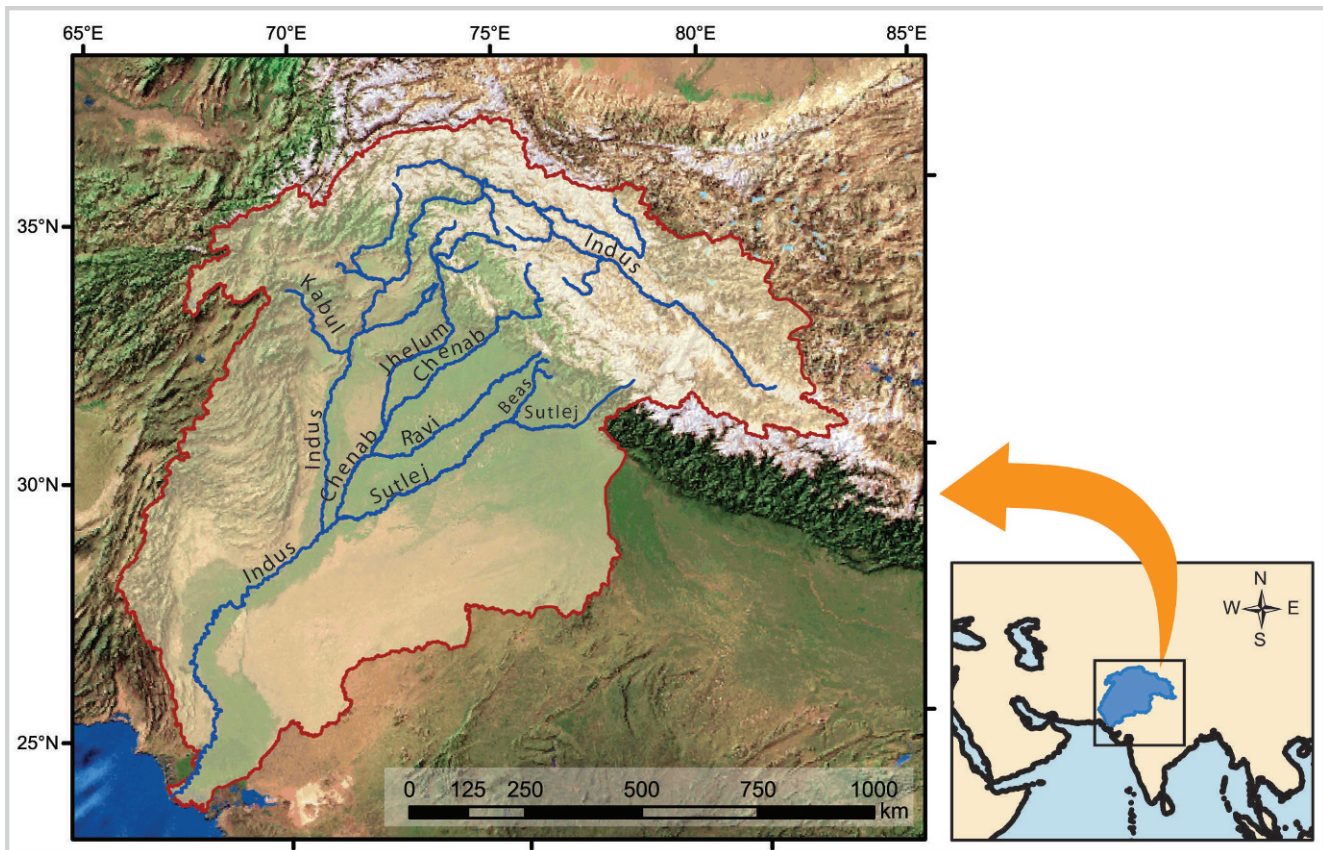 65°E 70°E 75°E 80°E 85°E
35°N
30°N
25°N
Indus
Kabul
Jhelum
Chenab
Beas
Sutlej
Ravi
Indus
Chenab
Sutlej
Indus
0 125 250 500 750 1000
km
N
W E
S